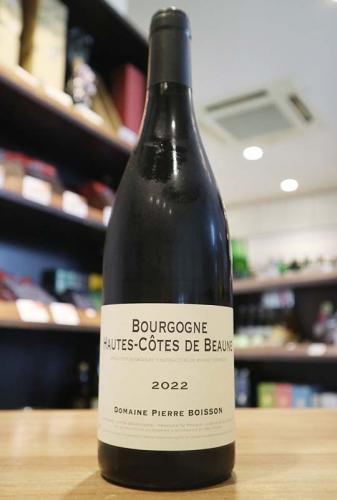 BOURGOGNE
HAUTES-CÔTES DE BEAUNE
2022
DOMAINE PIERRE BOISSON